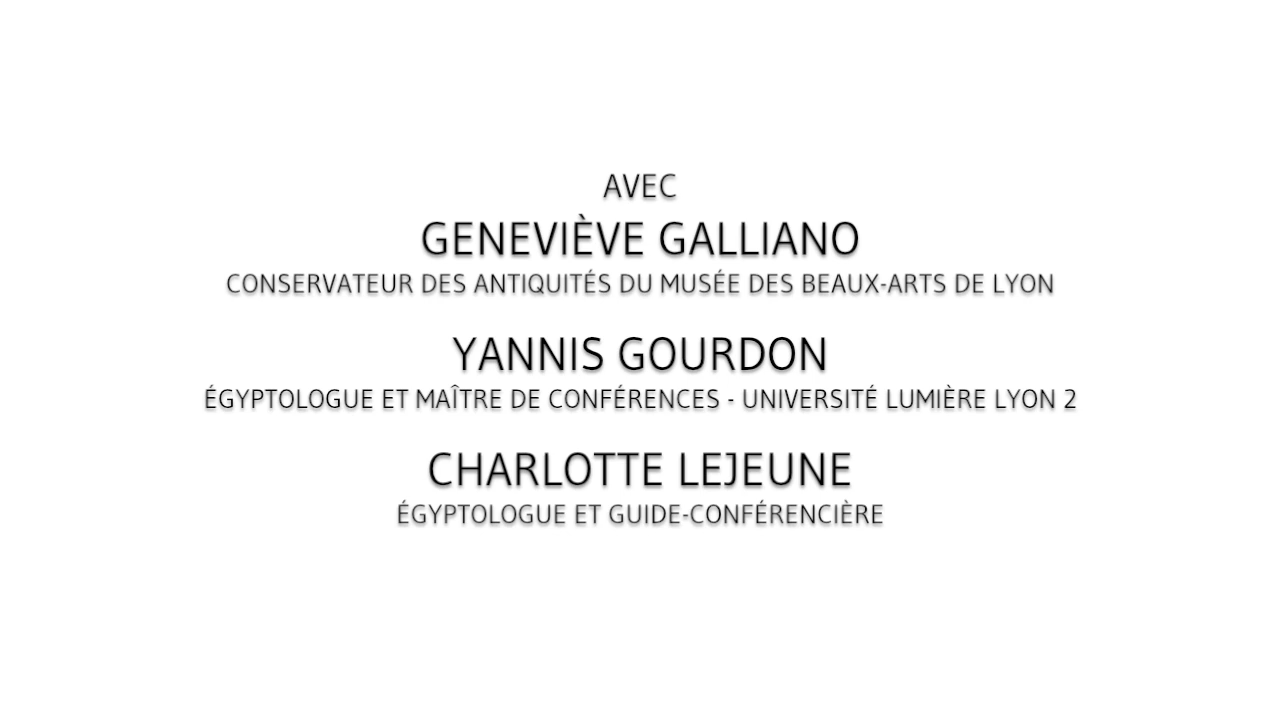 AVEC
GENEVIÈVE GALLIANO
CONSERVATEUR DES ANTIQUITÉS DU MUSÉE DES BEAUX-ARTS DE LYON
YANNIS GOURDON
ÉGYPTOLOGUE ET MAÎTRE DE CONFÉRENCES - UNIVERSITÉ LUMIÈRE LYON 2
CHARLOTTE LEJEUNE
ÉGYPTOLOGUE ET GUIDE-CONFÉRENCIÈRE